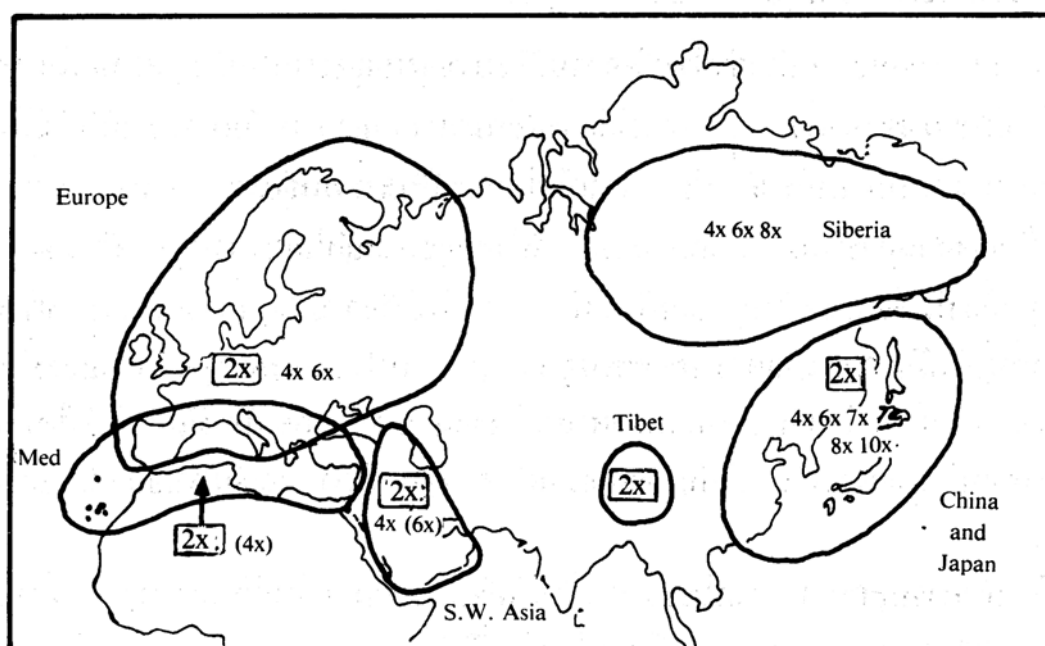 Europe
4x 6x 8x Siberia
2x 4x 6x
2x
4x 6x 7x
8x 10x
Tibet
2x
Med
2x
4x (6x)
2x (4x)
China
and
Japan
S.W. Asia